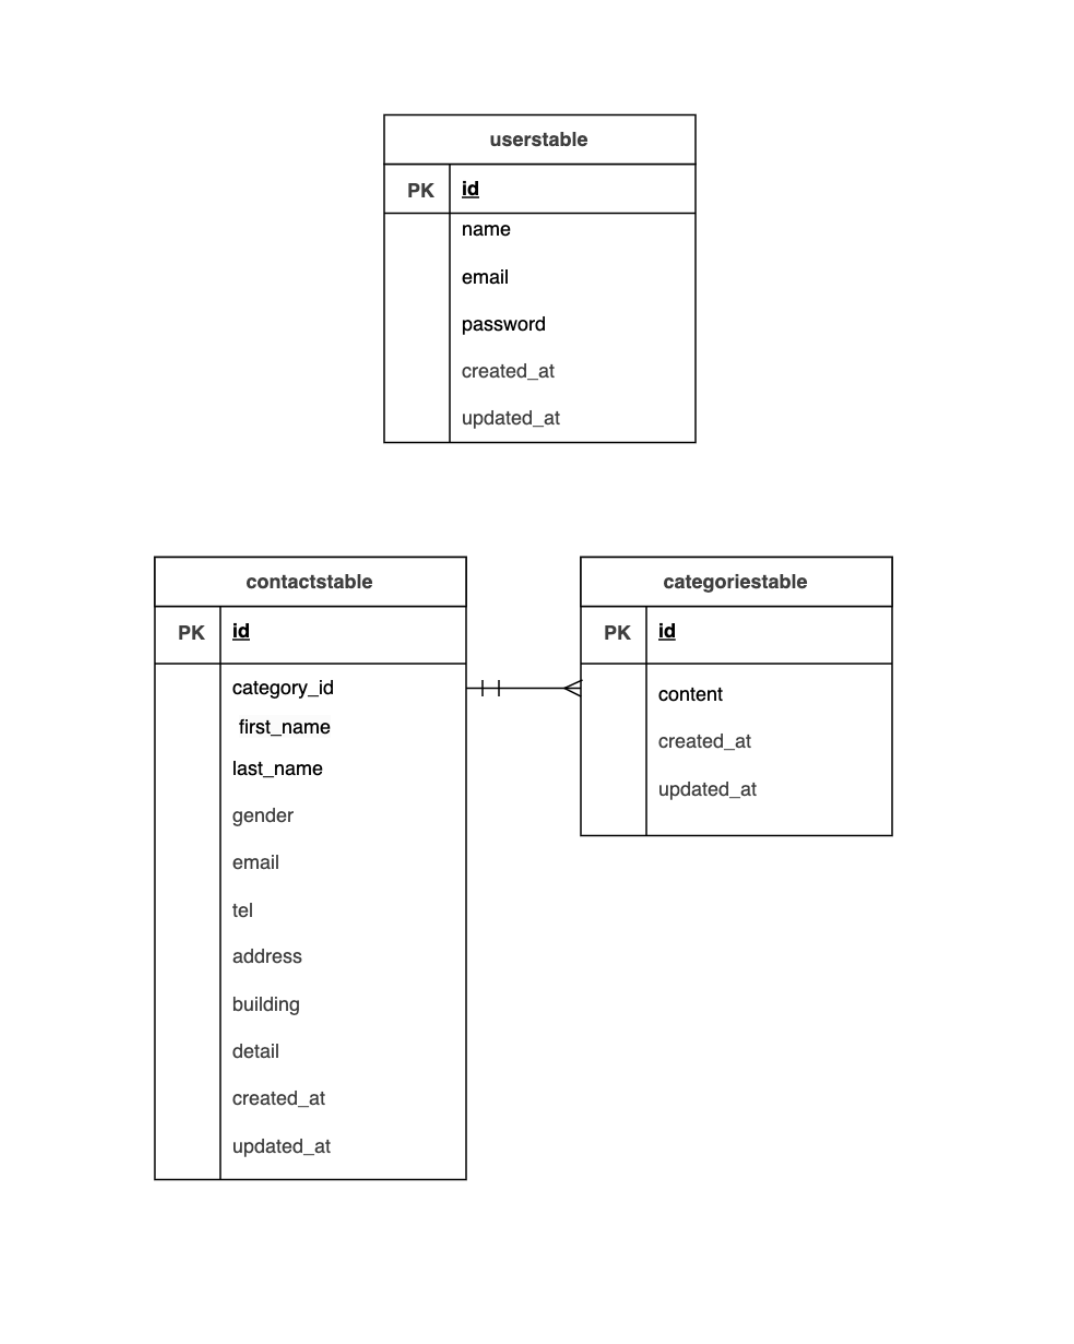 userstable
PK id
name
email
password
created_at
updated_at
contactstable
PK id
category_id
first_name
last_name
gender
email
tel
address
building
detail
created_at
updated_at
categoriestable
PK id
content
created_at
updated_at